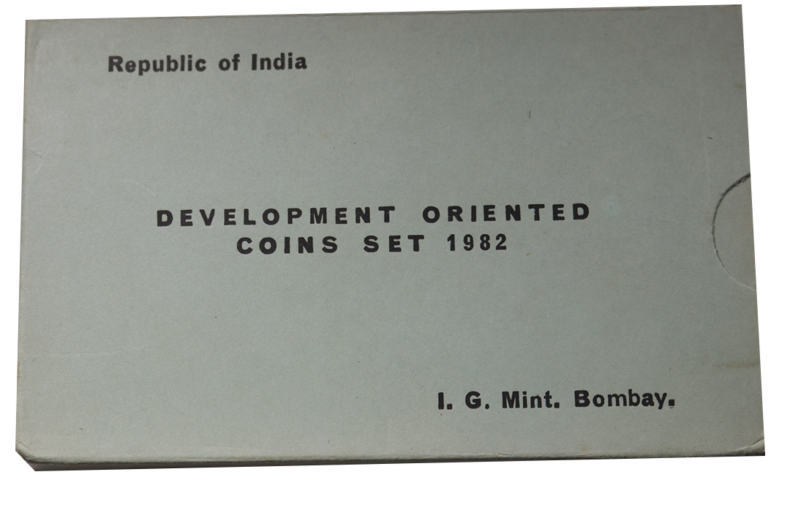 Republic of India
DEVELOPMENT ORIENTED
COINS SET 1982
I. G. Mint. Bombay.